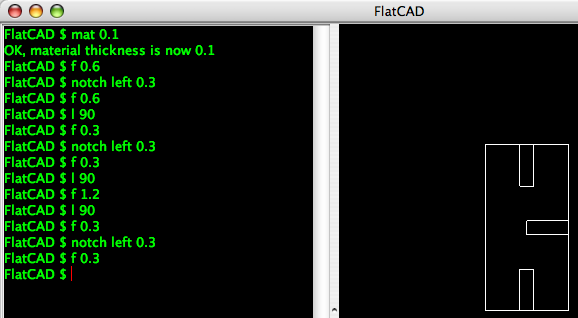 FlatCAD
FlatCAD $ mat 0.1
OK, material thickness is now 0.1
FlatCAD $ f 0.6
FlatCAD $ notch left 0.3
FlatCAD $ f 0.6
FlatCAD $ l 90
FlatCAD $ f 0.3
FlatCAD $ notch left 0.3
FlatCAD $ f 0.3
FlatCAD $ l 90
FlatCAD $ f 1.2
FlatCAD $ l 90
FlatCAD $ f 0.3
FlatCAD $ notch left 0.3
FlatCAD $ f 0.3
FlatCAD $